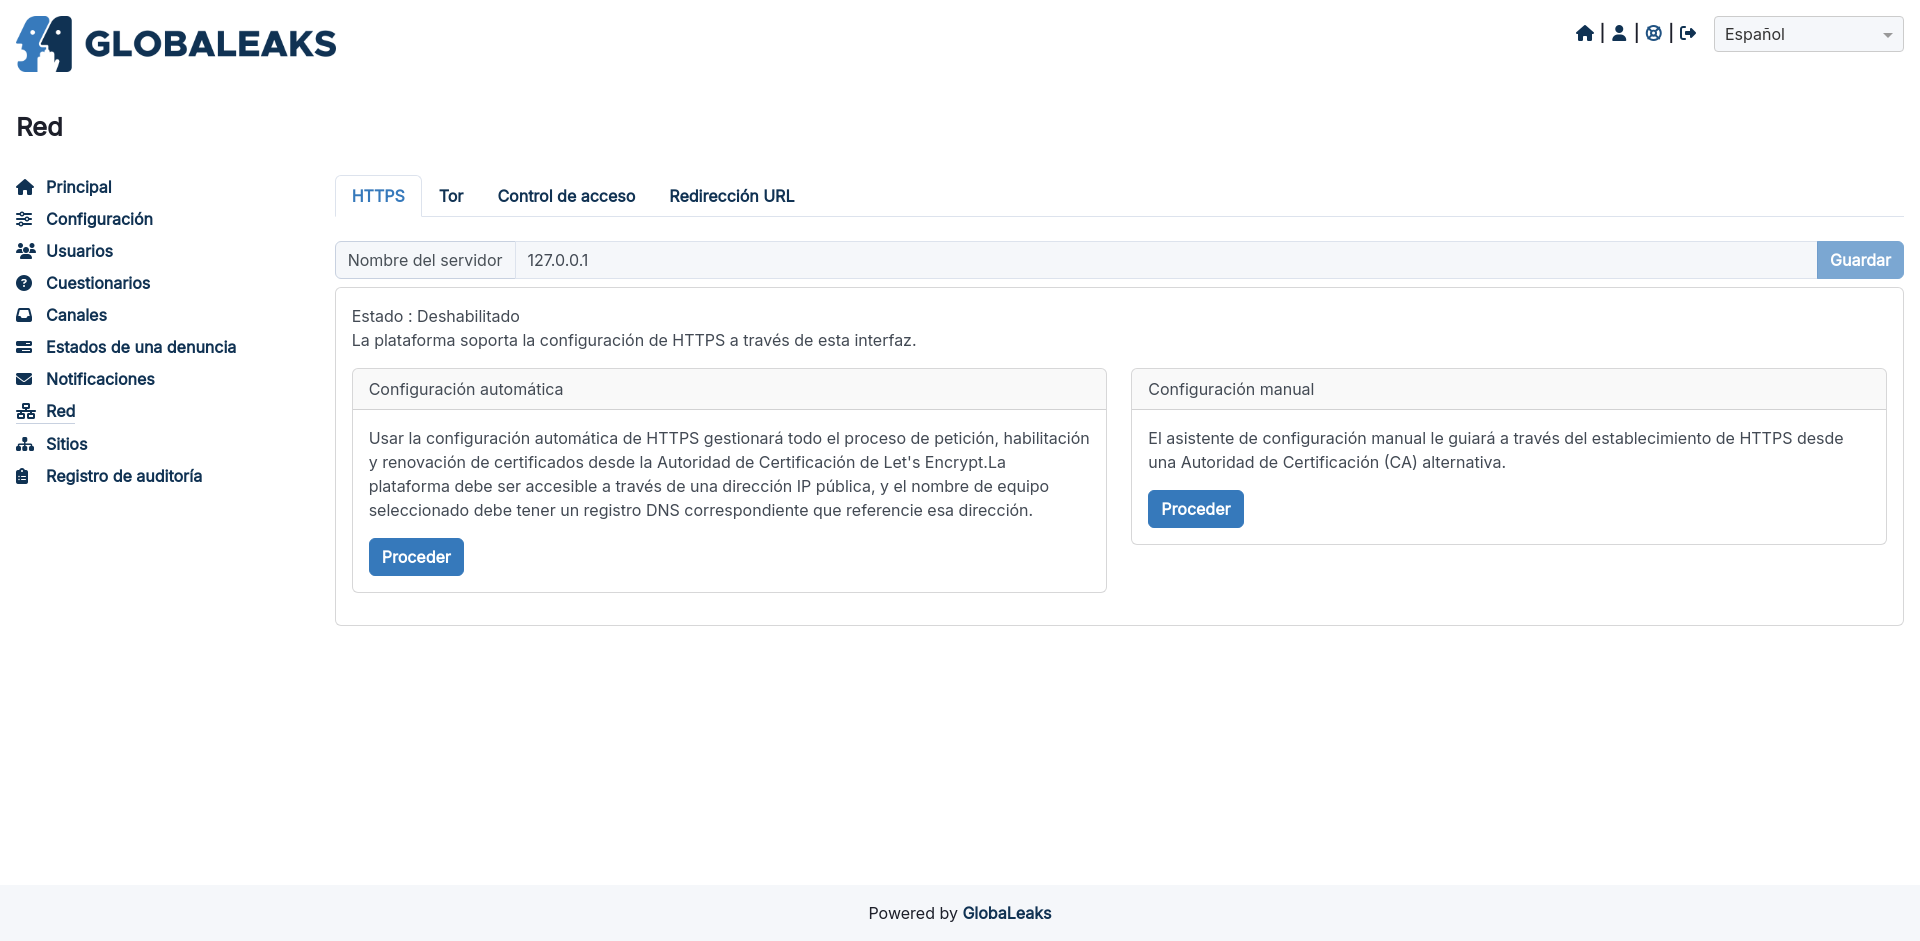 GLOBALEAKS
Español
Red
Principal
Configuración
Usuarios
Cuestionarios
Canales
Estados de una denuncia
Notificaciones
Red
Sitios
Registro de auditoría
HTTPS
Tor
Control de acceso
Redirección URL
Nombre del servidor
127.0.0.1
Guardar
Estado : Deshabilitado
La plataforma soporta la configuración de HTTPS a través de esta interfaz.
Configuración automática
Usar la configuración automática de HTTPS gestionará todo el proceso de petición, habilitación
y renovación de certificados desde la Autoridad de Certificación de Let's Encrypt.La
plataforma debe ser accesible a través de una dirección IP pública, y el nombre de equipo
seleccionado debe tener un registro DNS correspondiente que referencie esa dirección.
Proceder
Configuración manual
El asistente de configuración manual le guiará a través del establecimiento de HTTPS desde
una Autoridad de Certificación (CA) alternativa.
Proceder
Powered by GlobaLeaks